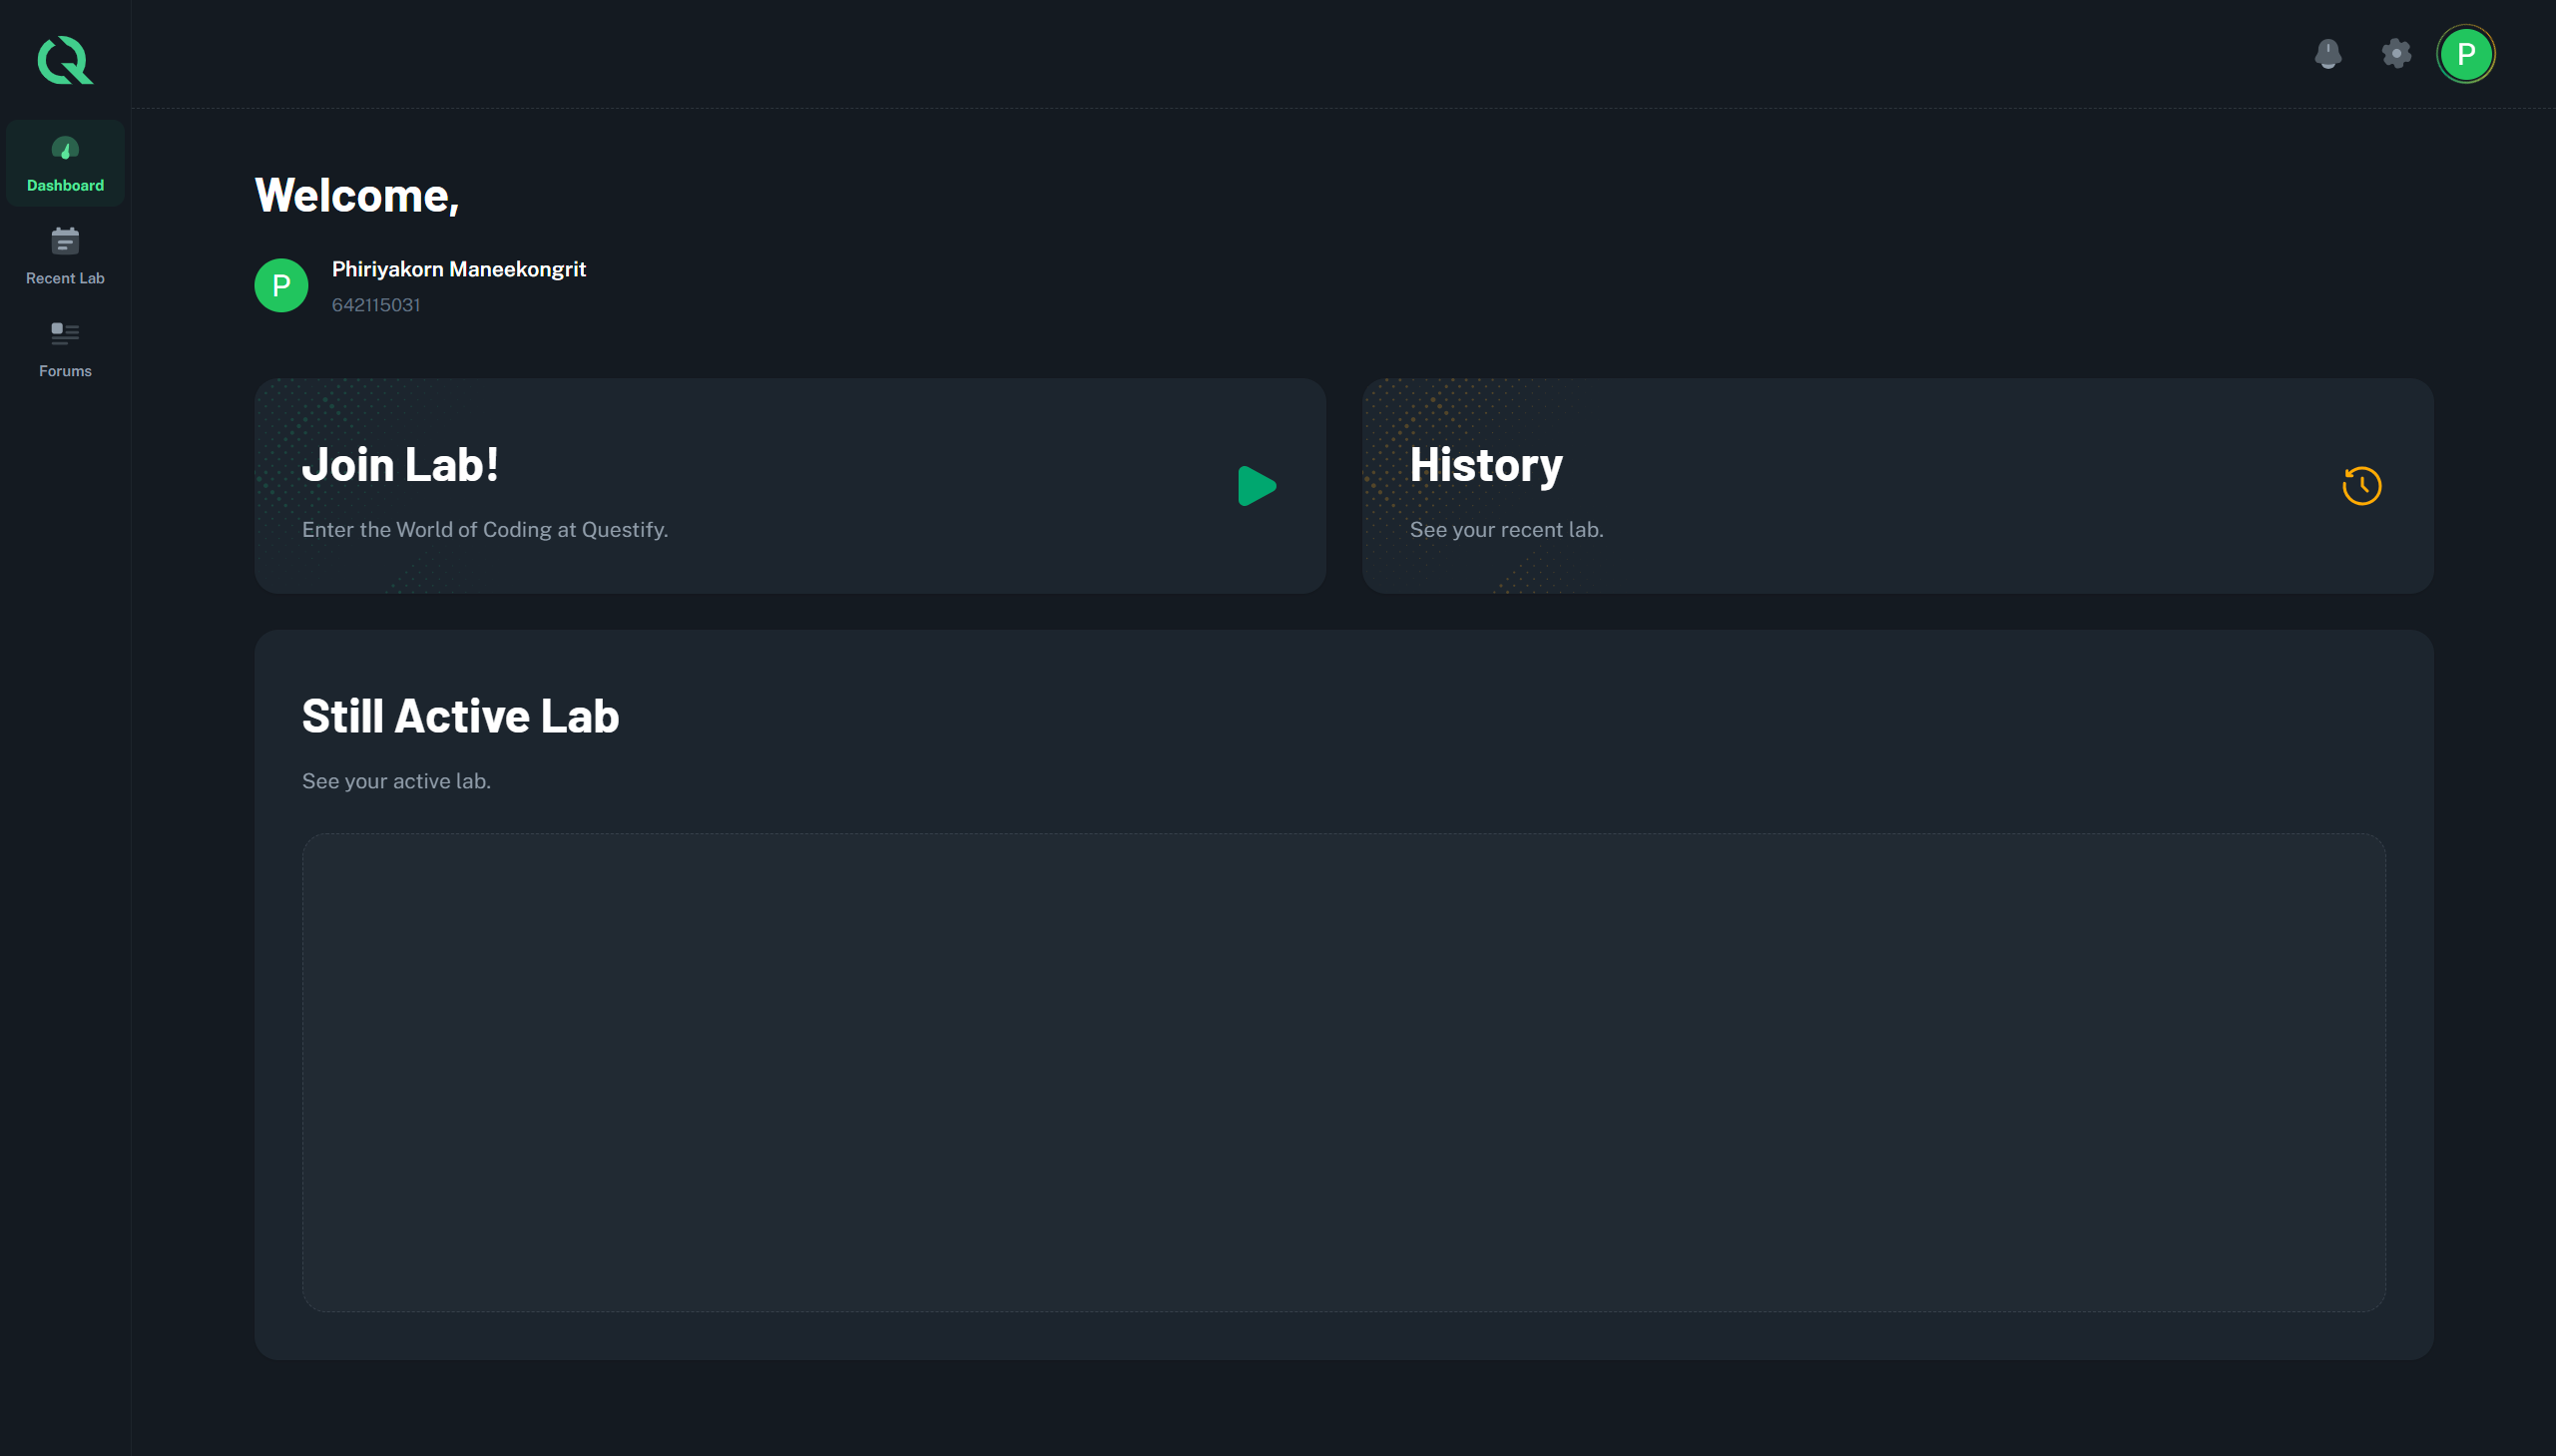 P
Dashboard
Recent Lab
Forums
Welcome,
P
Phiriyakorn Maneekongrit
642115031
Join Lab!
Enter the World of Coding at Questify.
History
See your recent lab.
Still Active Lab
See your active lab.